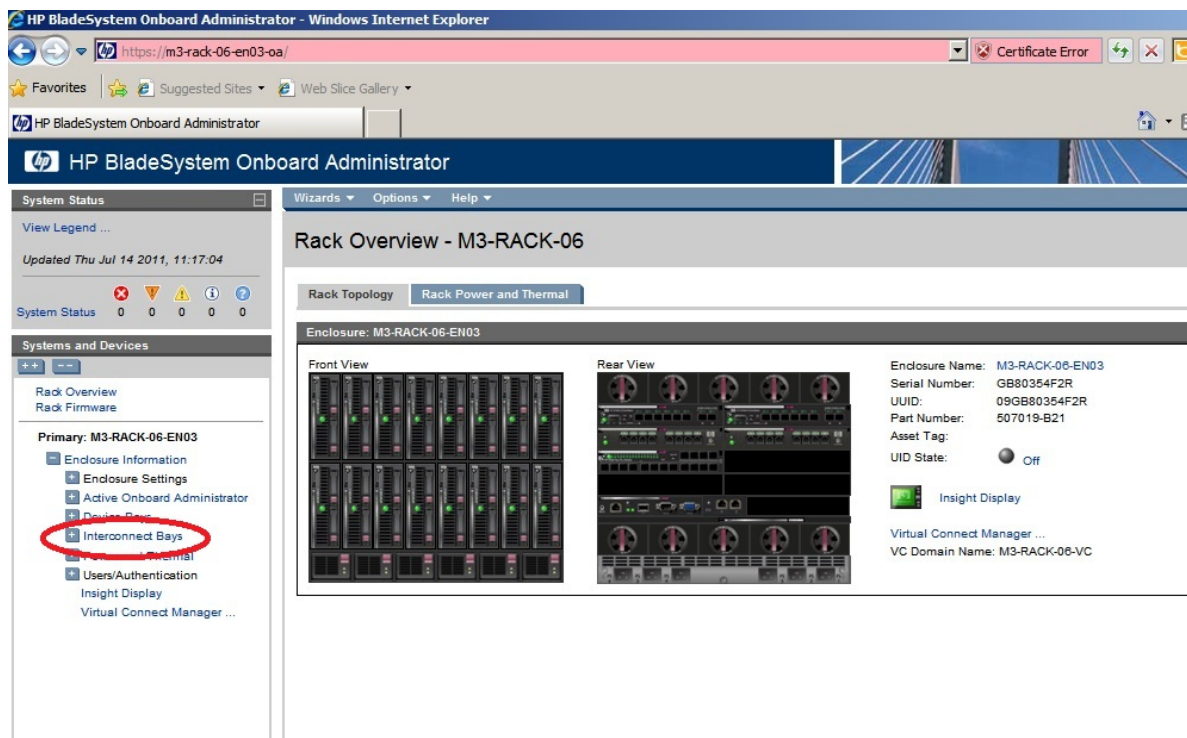 HP BladeSystem Onboard Administrator - Windows Internet Explorer
https://m3-rack-06-en03-oa/
Certificate Error
Favorites
Suggested Sites
Web Slice Gallery
HP BladeSystem Onboard Administrator
HP BladeSystem Onboard Administrator
System Status
View Legend ...
Updated Thu Jul 14 2011, 11:17:04
System Status 0 0 0 0 0
Systems and Devices
Rack Overview
Rack Firmware
Primary: M3-RACK-06-EN03
Enclosure Information
Enclosure Settings
Active Onboard Administrator
Device Bays
Interconnect Bays
Thermal
Users/Authentication
Insight Display
Virtual Connect Manager ...
Wizards Options Help
Rack Overview - M3-RACK-06
Rack Topology Rack Power and Thermal
Enclosure: M3-RACK-06-EN03
Front View
Rear View
Enclosure Name: M3-RACK-06-EN03
Serial Number: GB80354F2R
UUID: 09GB80354F2R
Part Number: 507019-B21
Asset Tag:
UID State: Off
Insight Display
Virtual Connect Manager ...
VC Domain Name: M3-RACK-06-VC